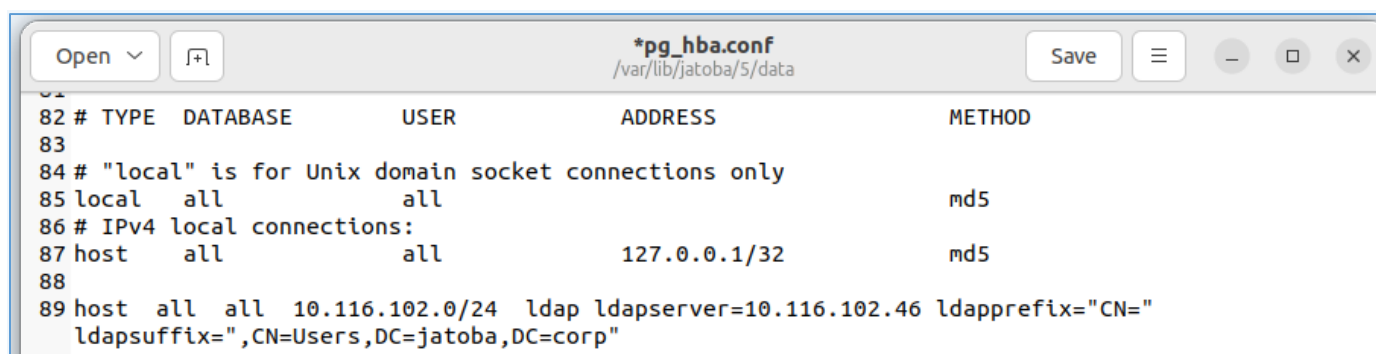 Open
*pg_hba.conf
/var/lib/jatoba/5/data
Save
82 # TYPE DATABASE USER ADDRESS METHOD
83
84 # "local" is for Unix domain socket connections only
85 local all all md5
86 # IPv4 local connections:
87 host all all 127.0.0.1/32 md5
88
89 host all all 10.116.102.0/24 ldap ldapserver=10.116.102.46 ldapprefix="CN="
ldapsuffix=",CN=Users,DC=jatoba,DC=corp"